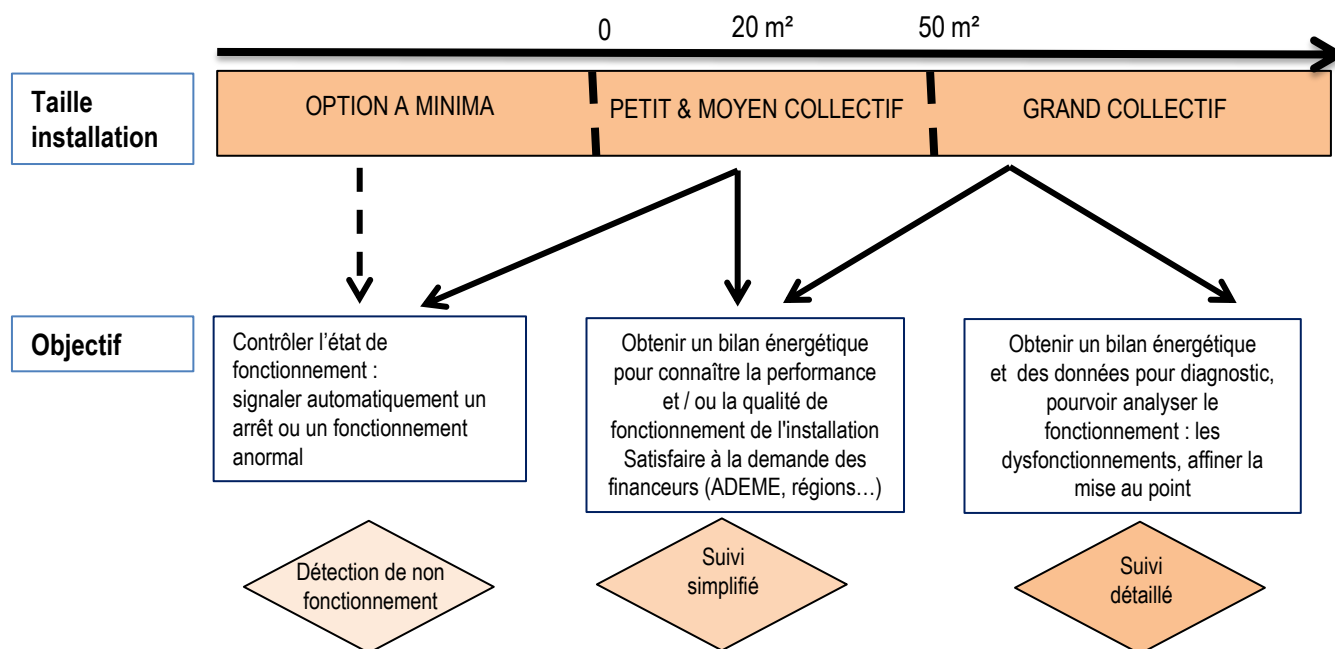 0
20 m²
50 m²
Taille
installation
OPTION A MINIMA
PETIT & MOYEN COLLECTIF
GRAND COLLECTIF
Objectif
Contrôler l’état de
fonctionnement :
signaler automatiquement un
arrêt ou un fonctionnement
anormal
Obtenir un bilan énergétique
pour connaître la performance
et / ou la qualité de
fonctionnement de l'installation
Satisfaire à la demande des
financeurs (ADEME, régions…)
Obtenir un bilan énergétique
et des données pour diagnostic,
pourvoir analyser le
fonctionnement : les
dysfonctionnements, affiner la
mise au point
Détection de non
fonctionnement
Suivi
simplifié
Suivi
détaillé